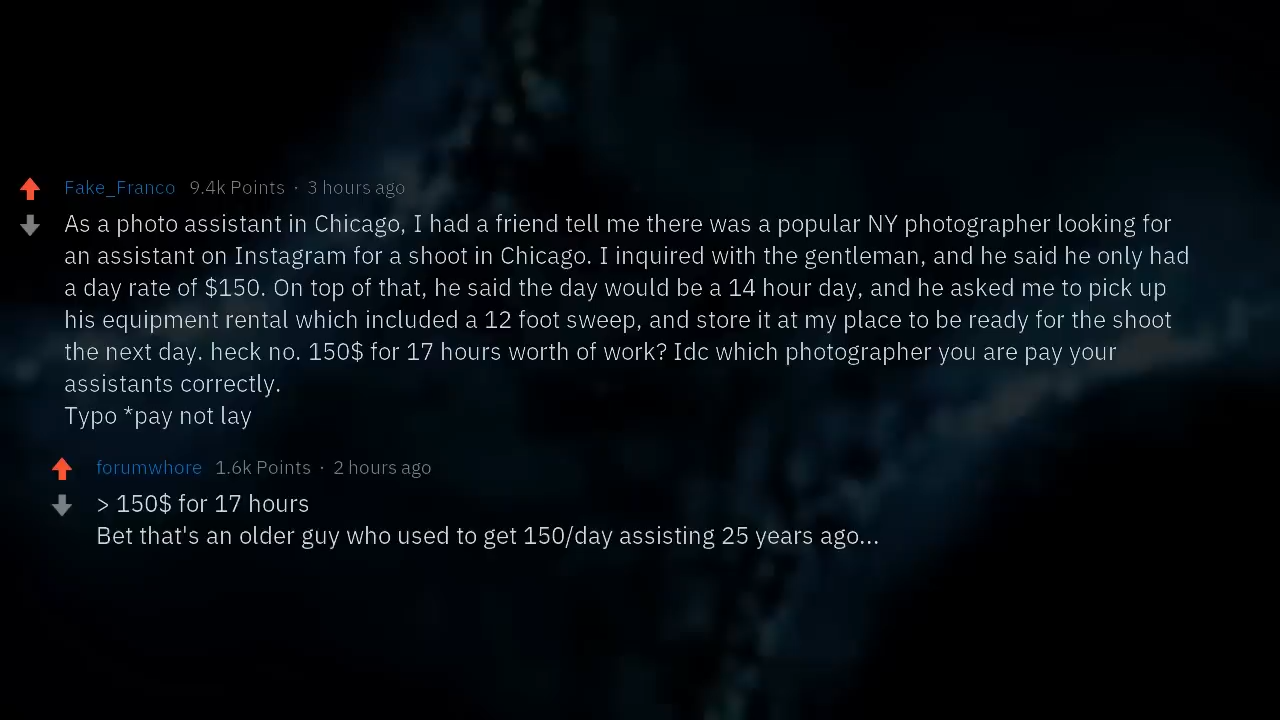 Fake_Franco 9.4k Points · 3 hours ago
As a photo assistant in Chicago, I had a friend tell me there was a popular NY photographer looking for
an assistant on Instagram for a shoot in Chicago. I inquired with the gentleman, and he said he only had
a day rate of $150. On top of that, he said the day would be a 14 hour day, and he asked me to pick up
his equipment rental which included a 12 foot sweep, and store it at my place to be ready for the shoot
the next day. heck no. 150$ for 17 hours worth of work? Idc which photographer you are pay your
assistants correctly.
Typo *pay not lay
forumwhore 1.6k Points · 2 hours ago
> 150$ for 17 hours
Bet that's an older guy who used to get 150/day assisting 25 years ago...